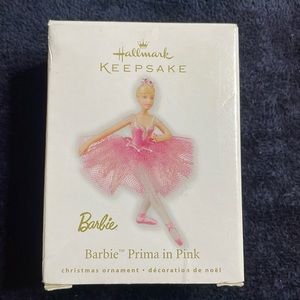 Hallmark
KEEPSAKE
Barbie
Barbie™ Prima in Pink
christmas ornament • décoration de noël